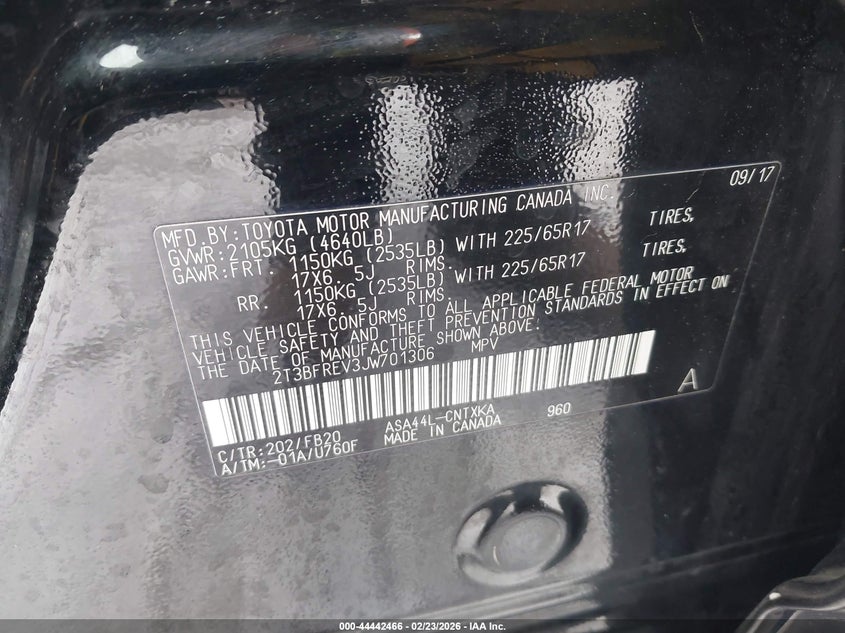 09/17
MFD. BY: TOYOTA MOTOR MANUFACTURING CANADA INC.
GVWR: 2105KG (4640LB)
GAWR: FRT. 1150KG (2535LB) WITH 225/65R17 TIRES,
17X6. 5J RIMS.
RR. 1150KG (2535LB) WITH 225/65R17 TIRES,
17X6. 5J RIMS.
THIS VEHICLE CONFORMS TO ALL APPLICABLE FEDERAL MOTOR
VEHICLE SAFETY AND THEFT PREVENTION STANDARDS IN EFFECT ON
THE DATE OF MANUFACTURE SHOWN ABOVE.
2T3BFREV3JW701306 MPV
A
C/TR: 202/FB20 ASA44L-CNTXKA 960
A/TM: -01A/U760F MADE IN CANADA
000-44442466 - 02/23/2026 - IAA Inc.